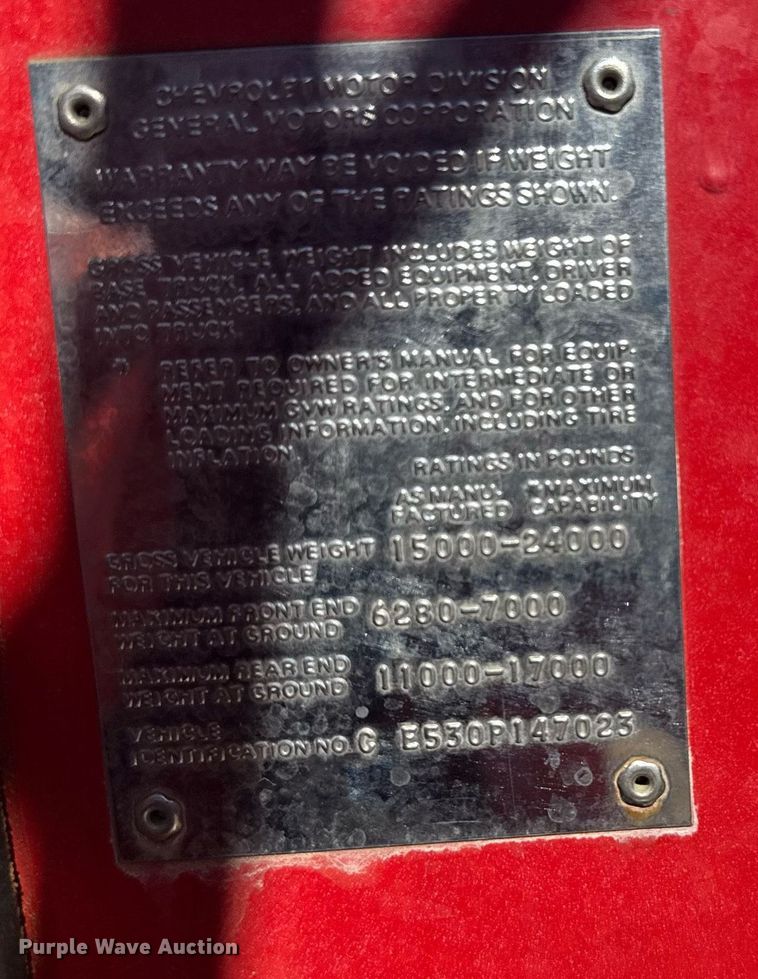 CHEVROLET MOTOR DIVISION
GENERAL MOTORS CORPORATION
WARRANTY MAY BE VOIDED IF WEIGHT
EXCEEDS ANY OF THE RATINGS SHOWN.
GROSS VEHICLE WEIGHT INCLUDES WEIGHT OF
BASE TRUCK, ALL ADDED EQUIPMENT, DRIVER
AND PASSENGERS, AND ALL PROPERTY LOADED
INTO TRUCK
* REFER TO OWNER'S MANUAL FOR EQUIP-
MENT REQUIRED FOR INTERMEDIATE OR
MAXIMUM GVW RATINGS, AND FOR OTHER
LOADING INFORMATION, INCLUDING TIRE
INFLATION
RATINGS IN POUNDS
AS MANU- * MAXIMUM
FACTURED CAPABILITY
GROSS VEHICLE WEIGHT 15000-24000
FOR THIS VEHICLE
MAXIMUM FRONT END 6280-7000
WEIGHT AT GROUND
MAXIMUM REAR END 11000-17000
WEIGHT AT GROUND
VEHICLE
IDENTIFICATION NO. C E530P147023
Purple Wave Auction